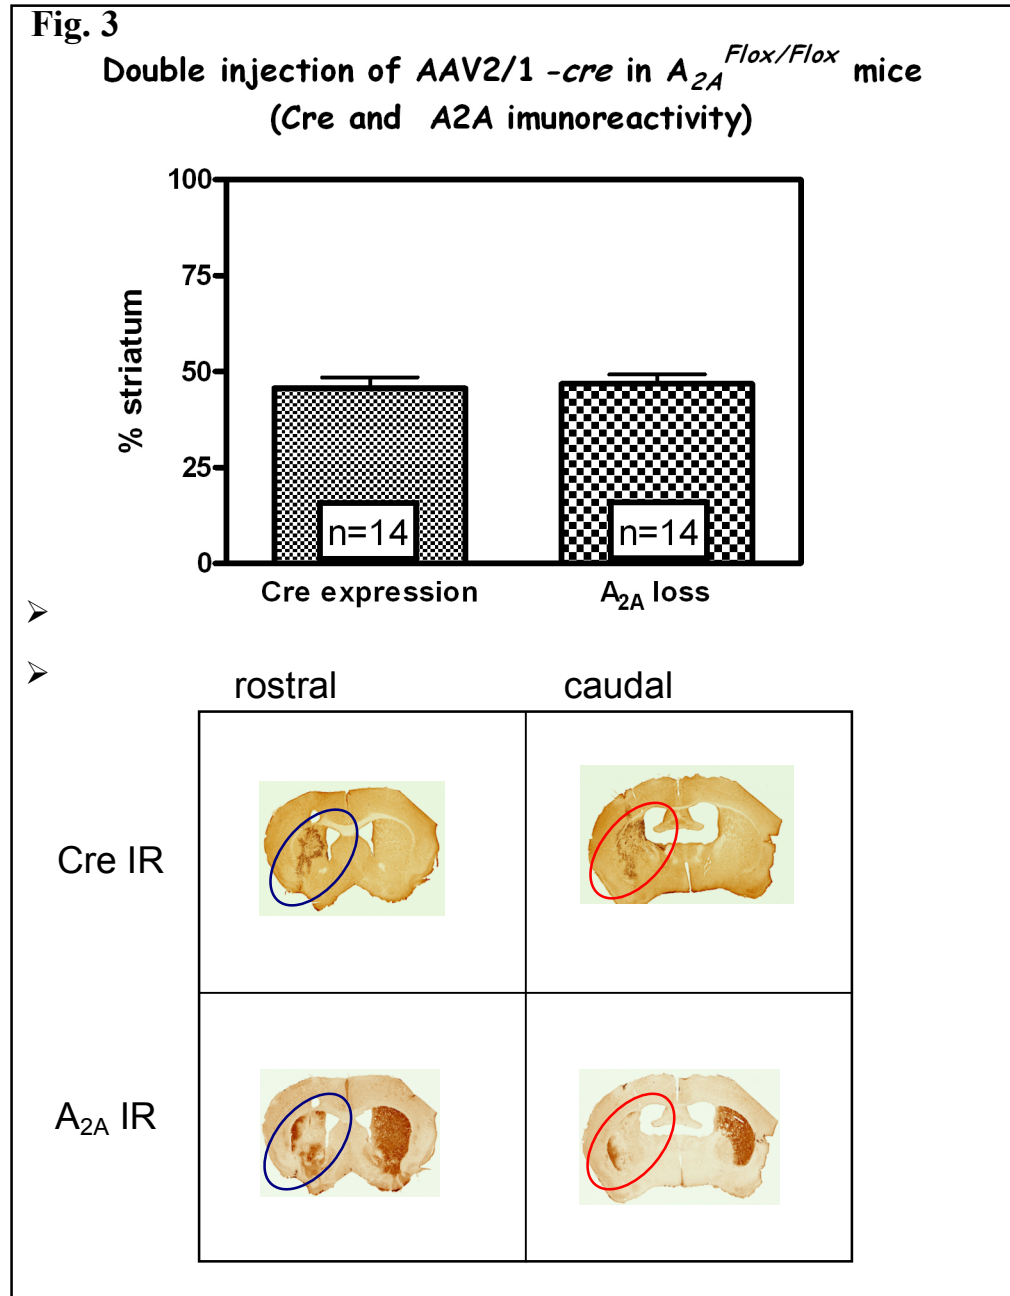 Fig. 3
Double injection of AAV2/1 -cre in A2A Flox/Flox mice
(Cre and A2A imunoreactivity)
100
75
50
25
0
% striatum
n=14 n=14
Cre expression A2A loss
➢
➢
rostral caudal
Cre IR
A2A IR